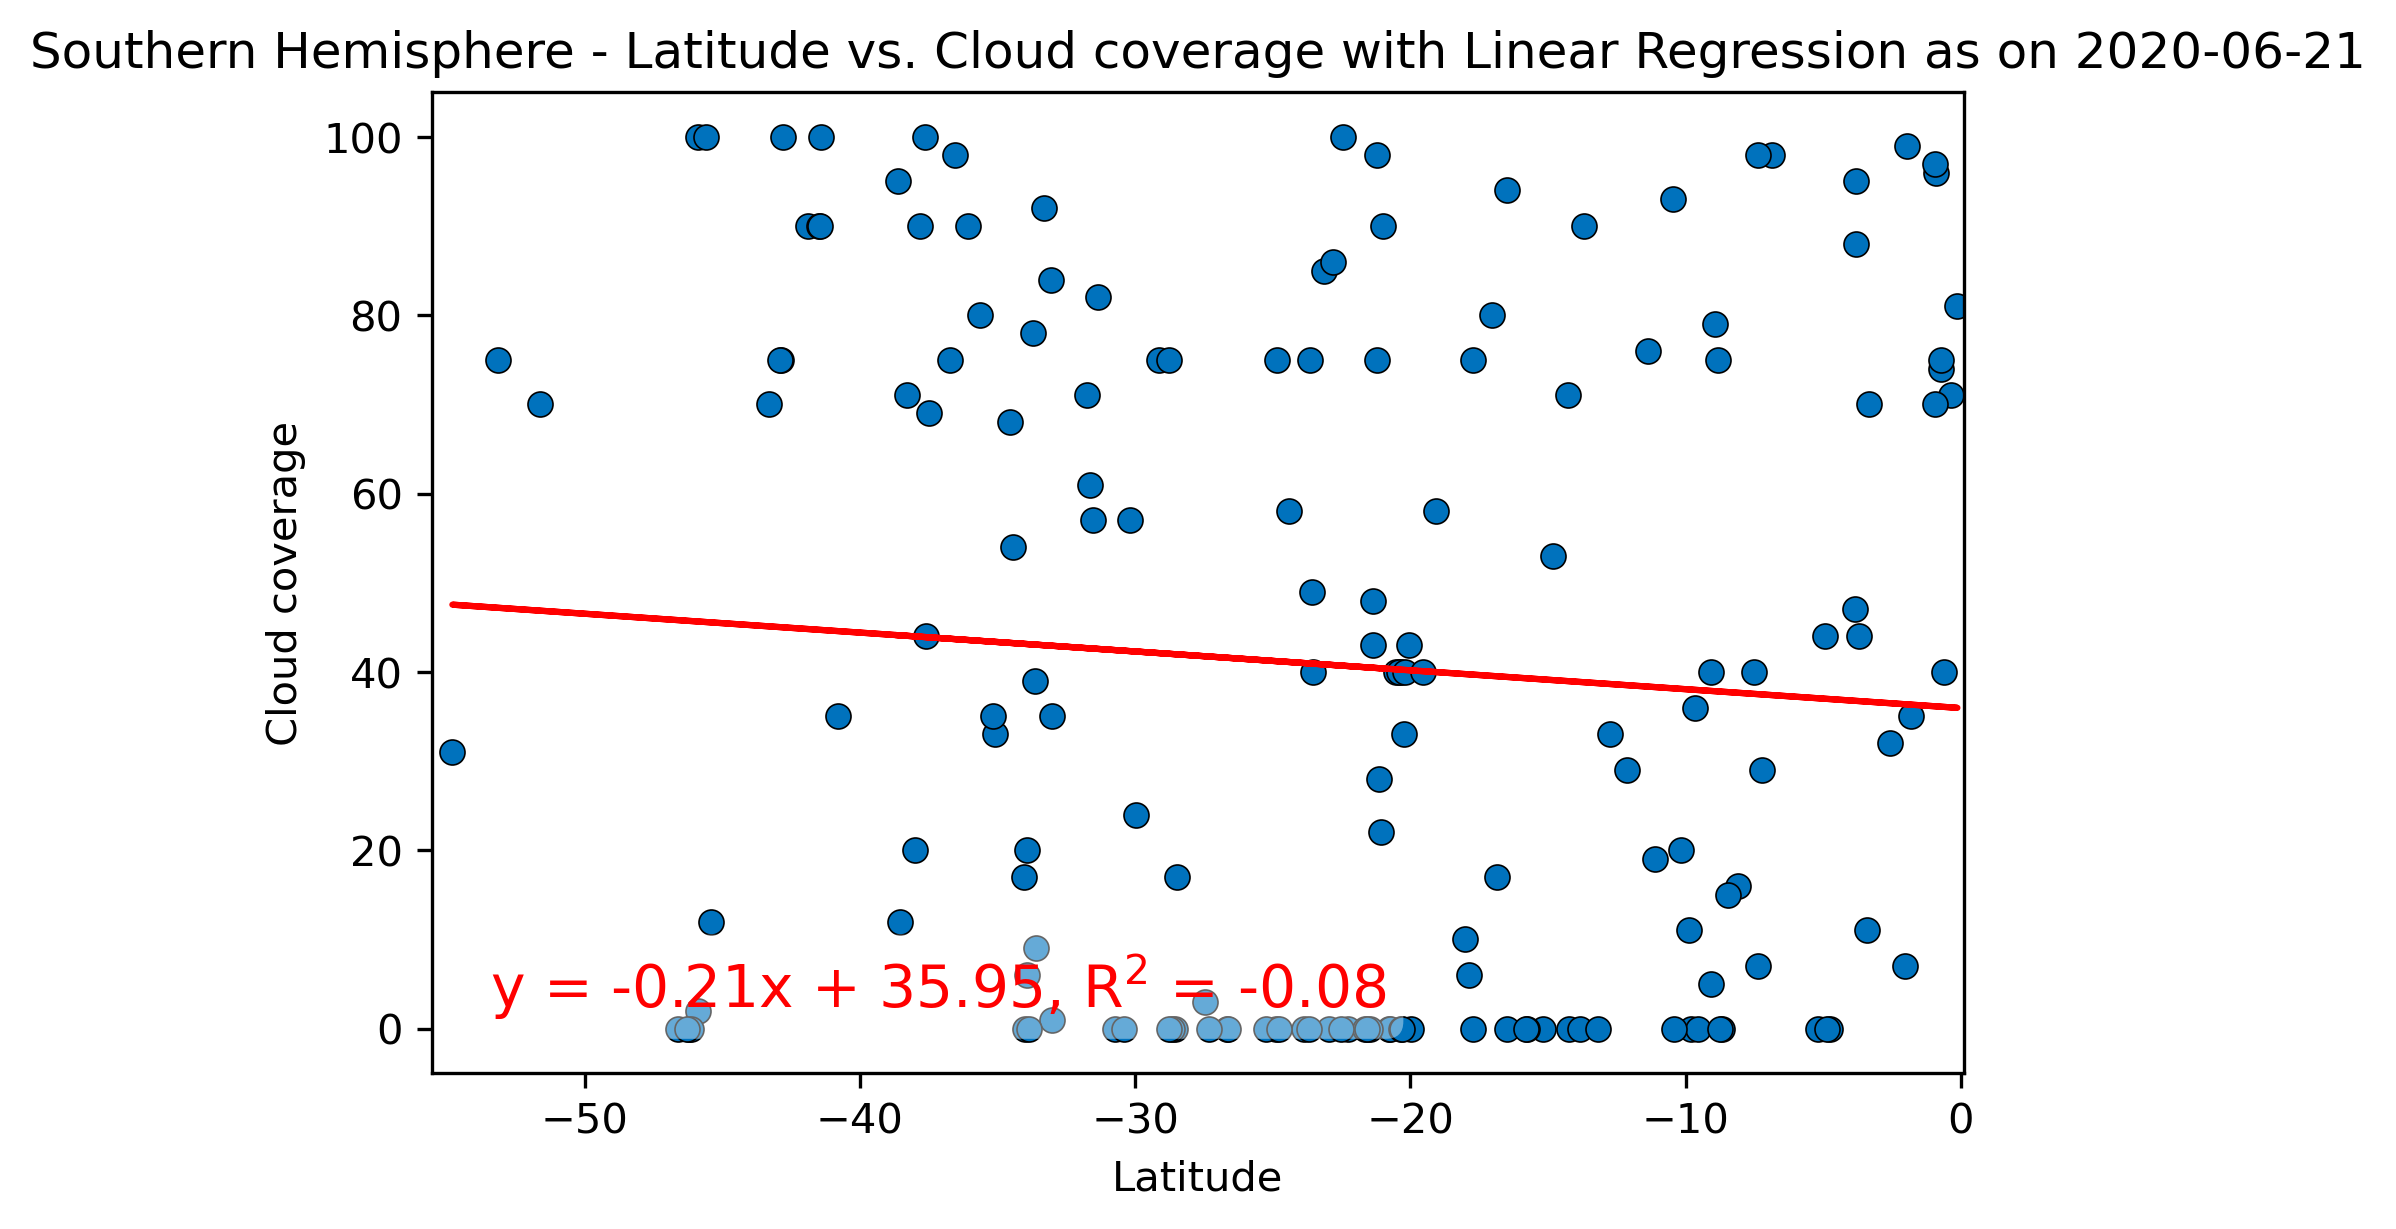 Southern Hemisphere - Latitude vs. Cloud coverage with Linear Regression as on 2020-06-21
100
80
60
40
20
0
Cloud coverage
y = -0.21x + 35.95, R² = -0.08
−50 −40 −30 −20 −10 0
Latitude